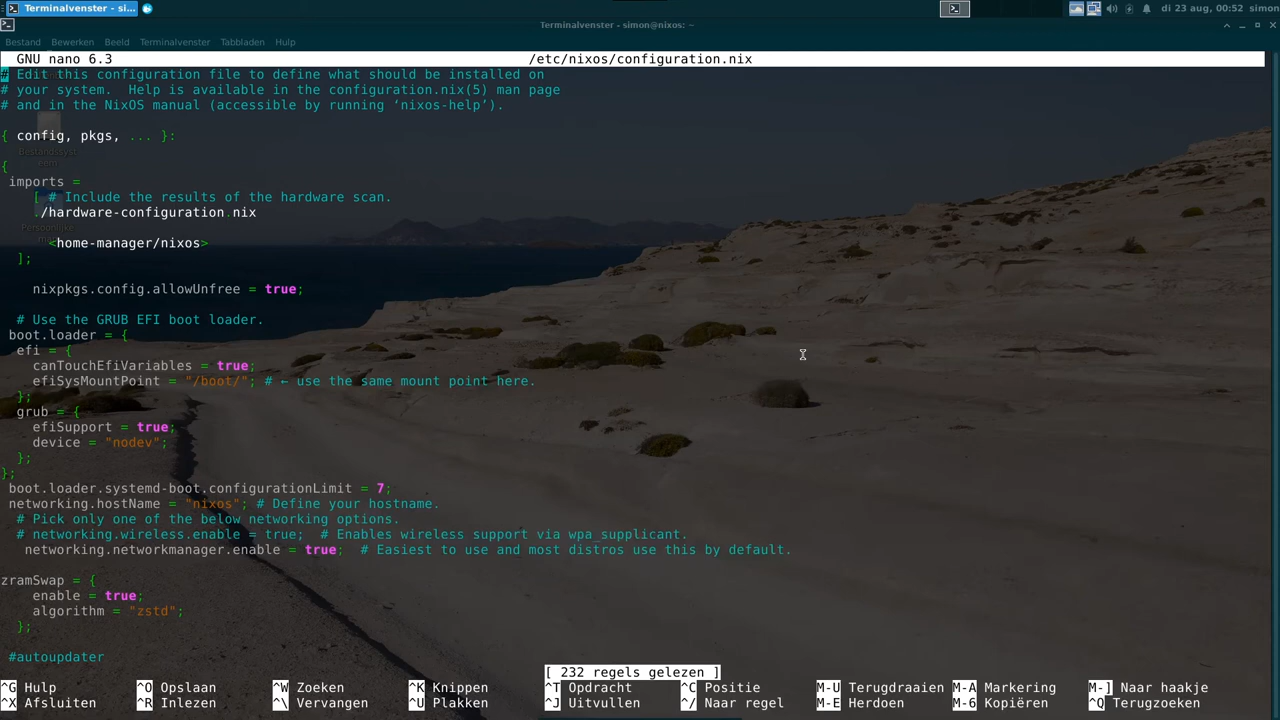 Terminalvenster - si...
di 23 aug, 00:52 simon
Terminalvenster - simon@nixos: ~
Bestand Bewerken Beeld Terminalvenster Tabbladen Hulp
GNU nano 6.3 /etc/nixos/configuration.nix
# Edit this configuration file to define what should be installed on
# your system.  Help is available in the configuration.nix(5) man page
# and in the NixOS manual (accessible by running ‘nixos-help’).
{ config, pkgs, ... }:
Bestandssyst
eem
{
imports =
[ # Include the results of the hardware scan.
./hardware-configuration.nix
Persoonlijke
<home-manager/nixos>
];
nixpkgs.config.allowUnfree = true;
# Use the GRUB EFI boot loader.
boot.loader = {
efi = {
canTouchEfiVariables = true;
efiSysMountPoint = "/boot/"; # ← use the same mount point here.
};
grub = {
efiSupport = true;
device = "nodev";
};
};
boot.loader.systemd-boot.configurationLimit = 7;
networking.hostName = "nixos"; # Define your hostname.
# Pick only one of the below networking options.
# networking.wireless.enable = true;  # Enables wireless support via wpa_supplicant.
networking.networkmanager.enable = true;  # Easiest to use and most distros use this by default.
zramSwap = {
enable = true;
algorithm = "zstd";
};
#autoupdater
[ 232 regels gelezen ]
^G Hulp ^O Opslaan ^W Zoeken ^K Knippen ^T Opdracht ^C Positie M-U Terugdraaien M-A Markering M-] Naar haakje
^X Afsluiten ^R Inlezen ^\ Vervangen ^U Plakken ^J Uitvullen ^/ Naar regel M-E Herdoen M-6 Kopiëren ^Q Terugzoeken